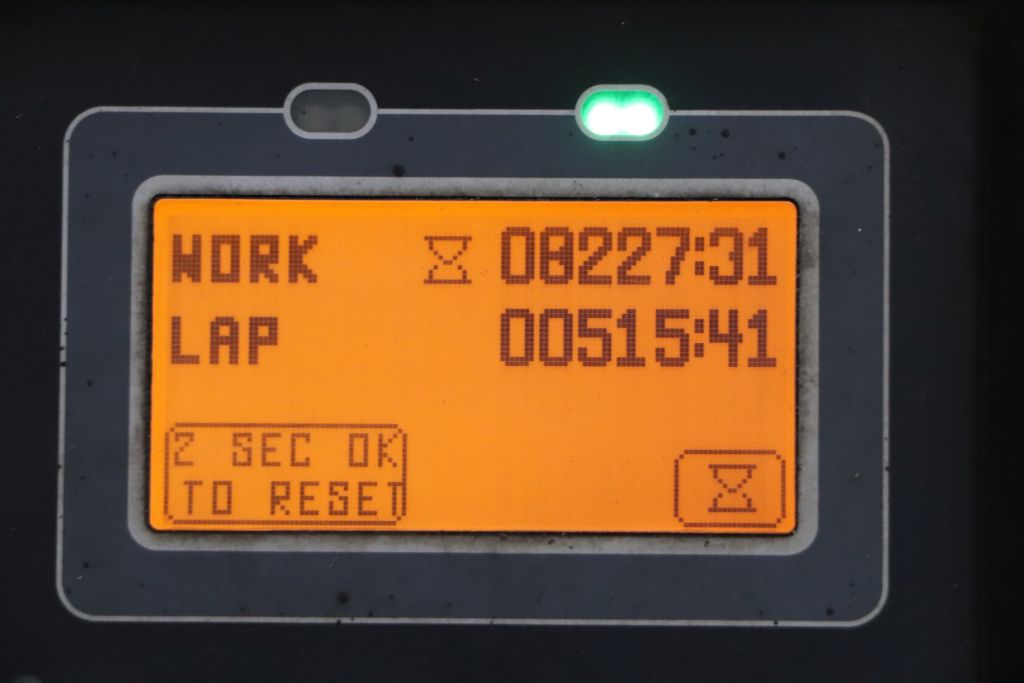 WORK 08227:31
LAP 00515:41
2 SEC OK
TO RESET